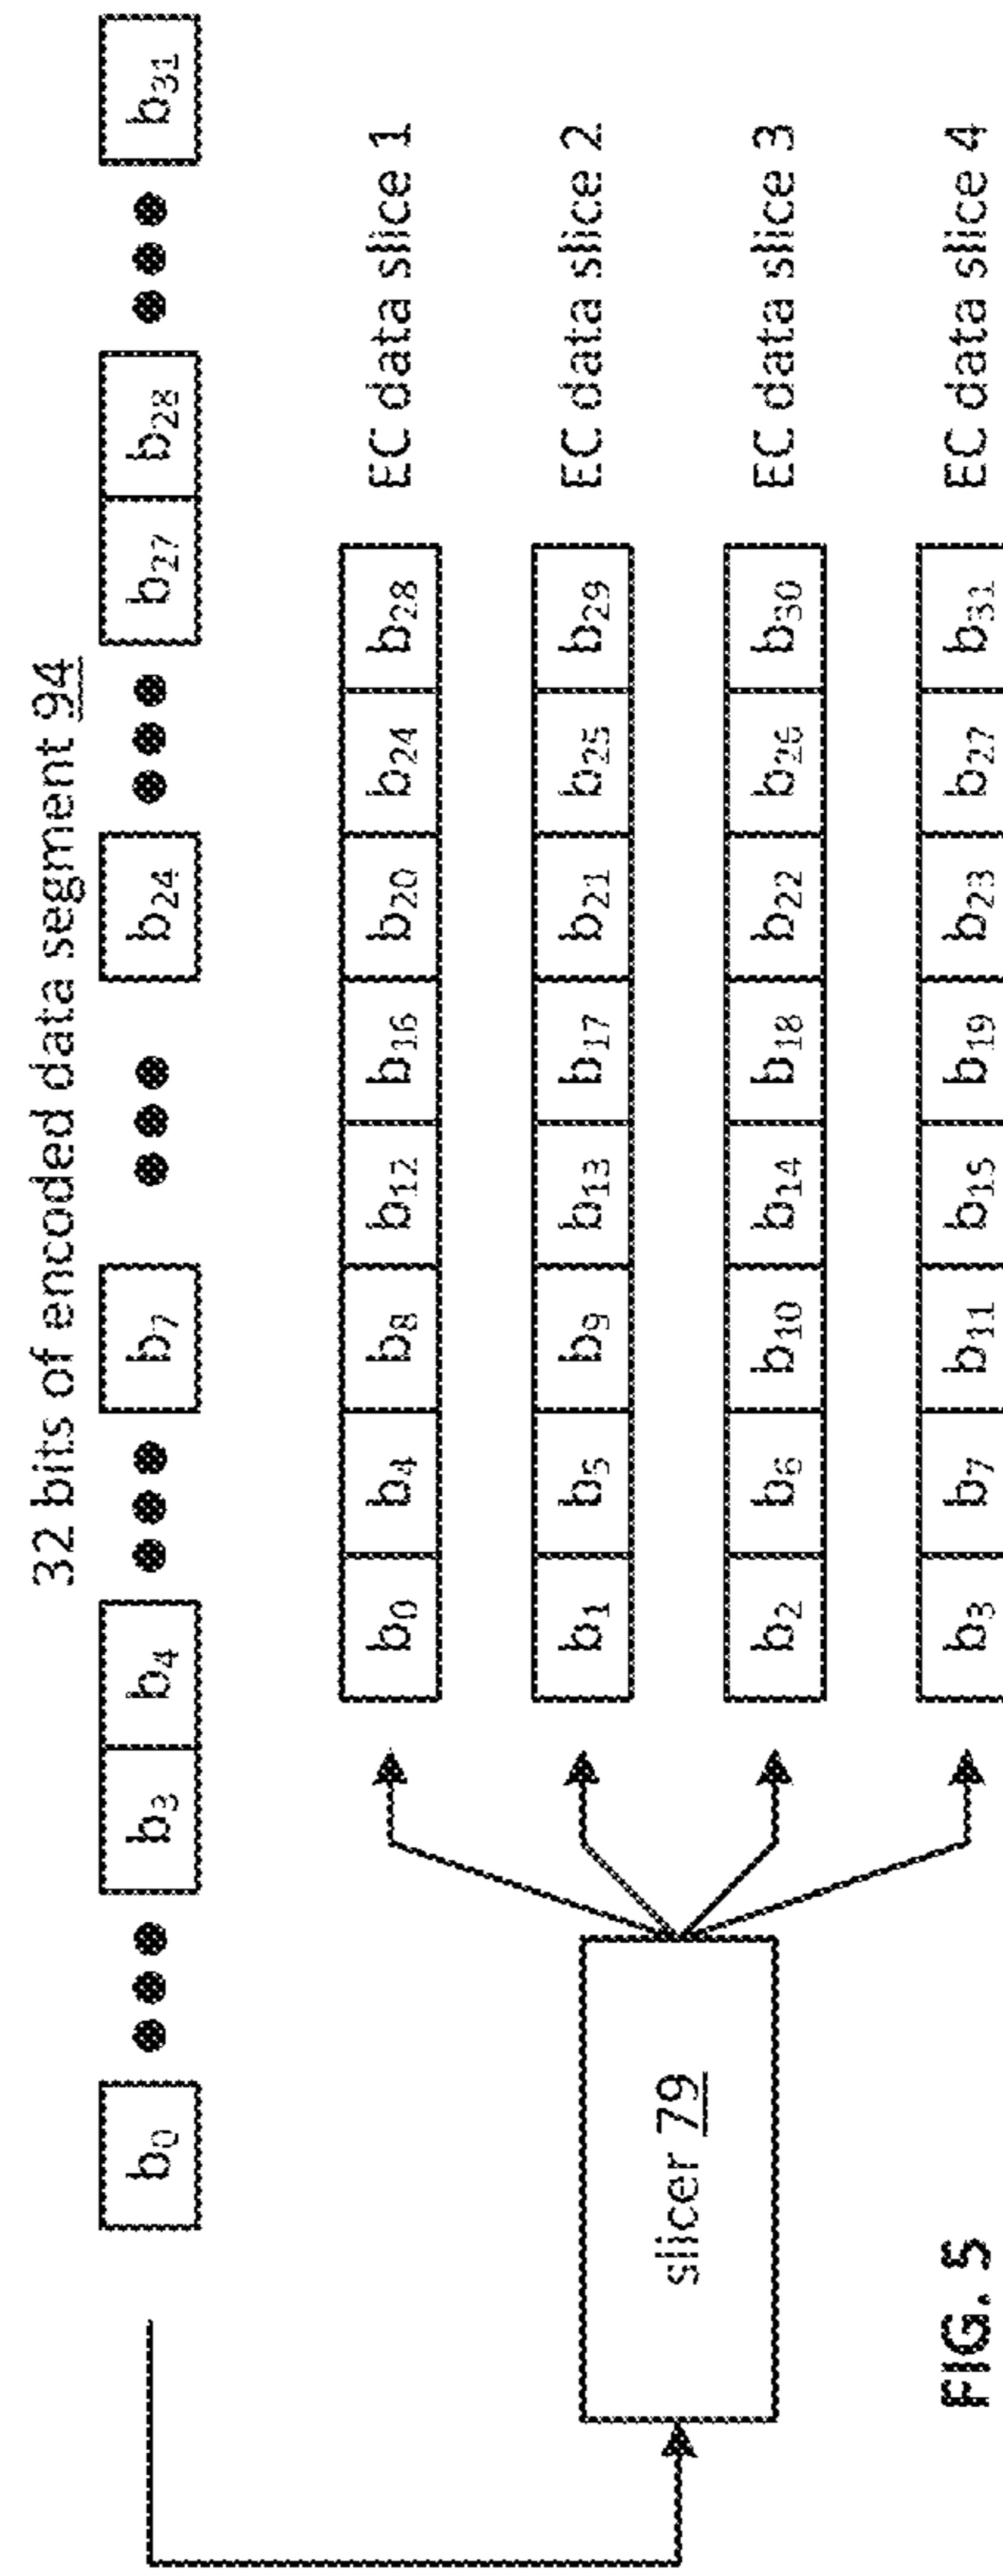 32 bits of encoded data segment 94
b0 ••• b3 b4 ••• b7 ••• b24 ••• b27 b28 ••• b31
b0 b4 b8 b12 b16 b20 b24 b28 EC data slice 1
b1 b5 b9 b13 b17 b21 b25 b29 EC data slice 2
slicer 79
b2 b6 b10 b14 b18 b22 b26 b30 EC data slice 3
b3 b7 b11 b15 b19 b23 b27 b31 EC data slice 4
FIG. 5